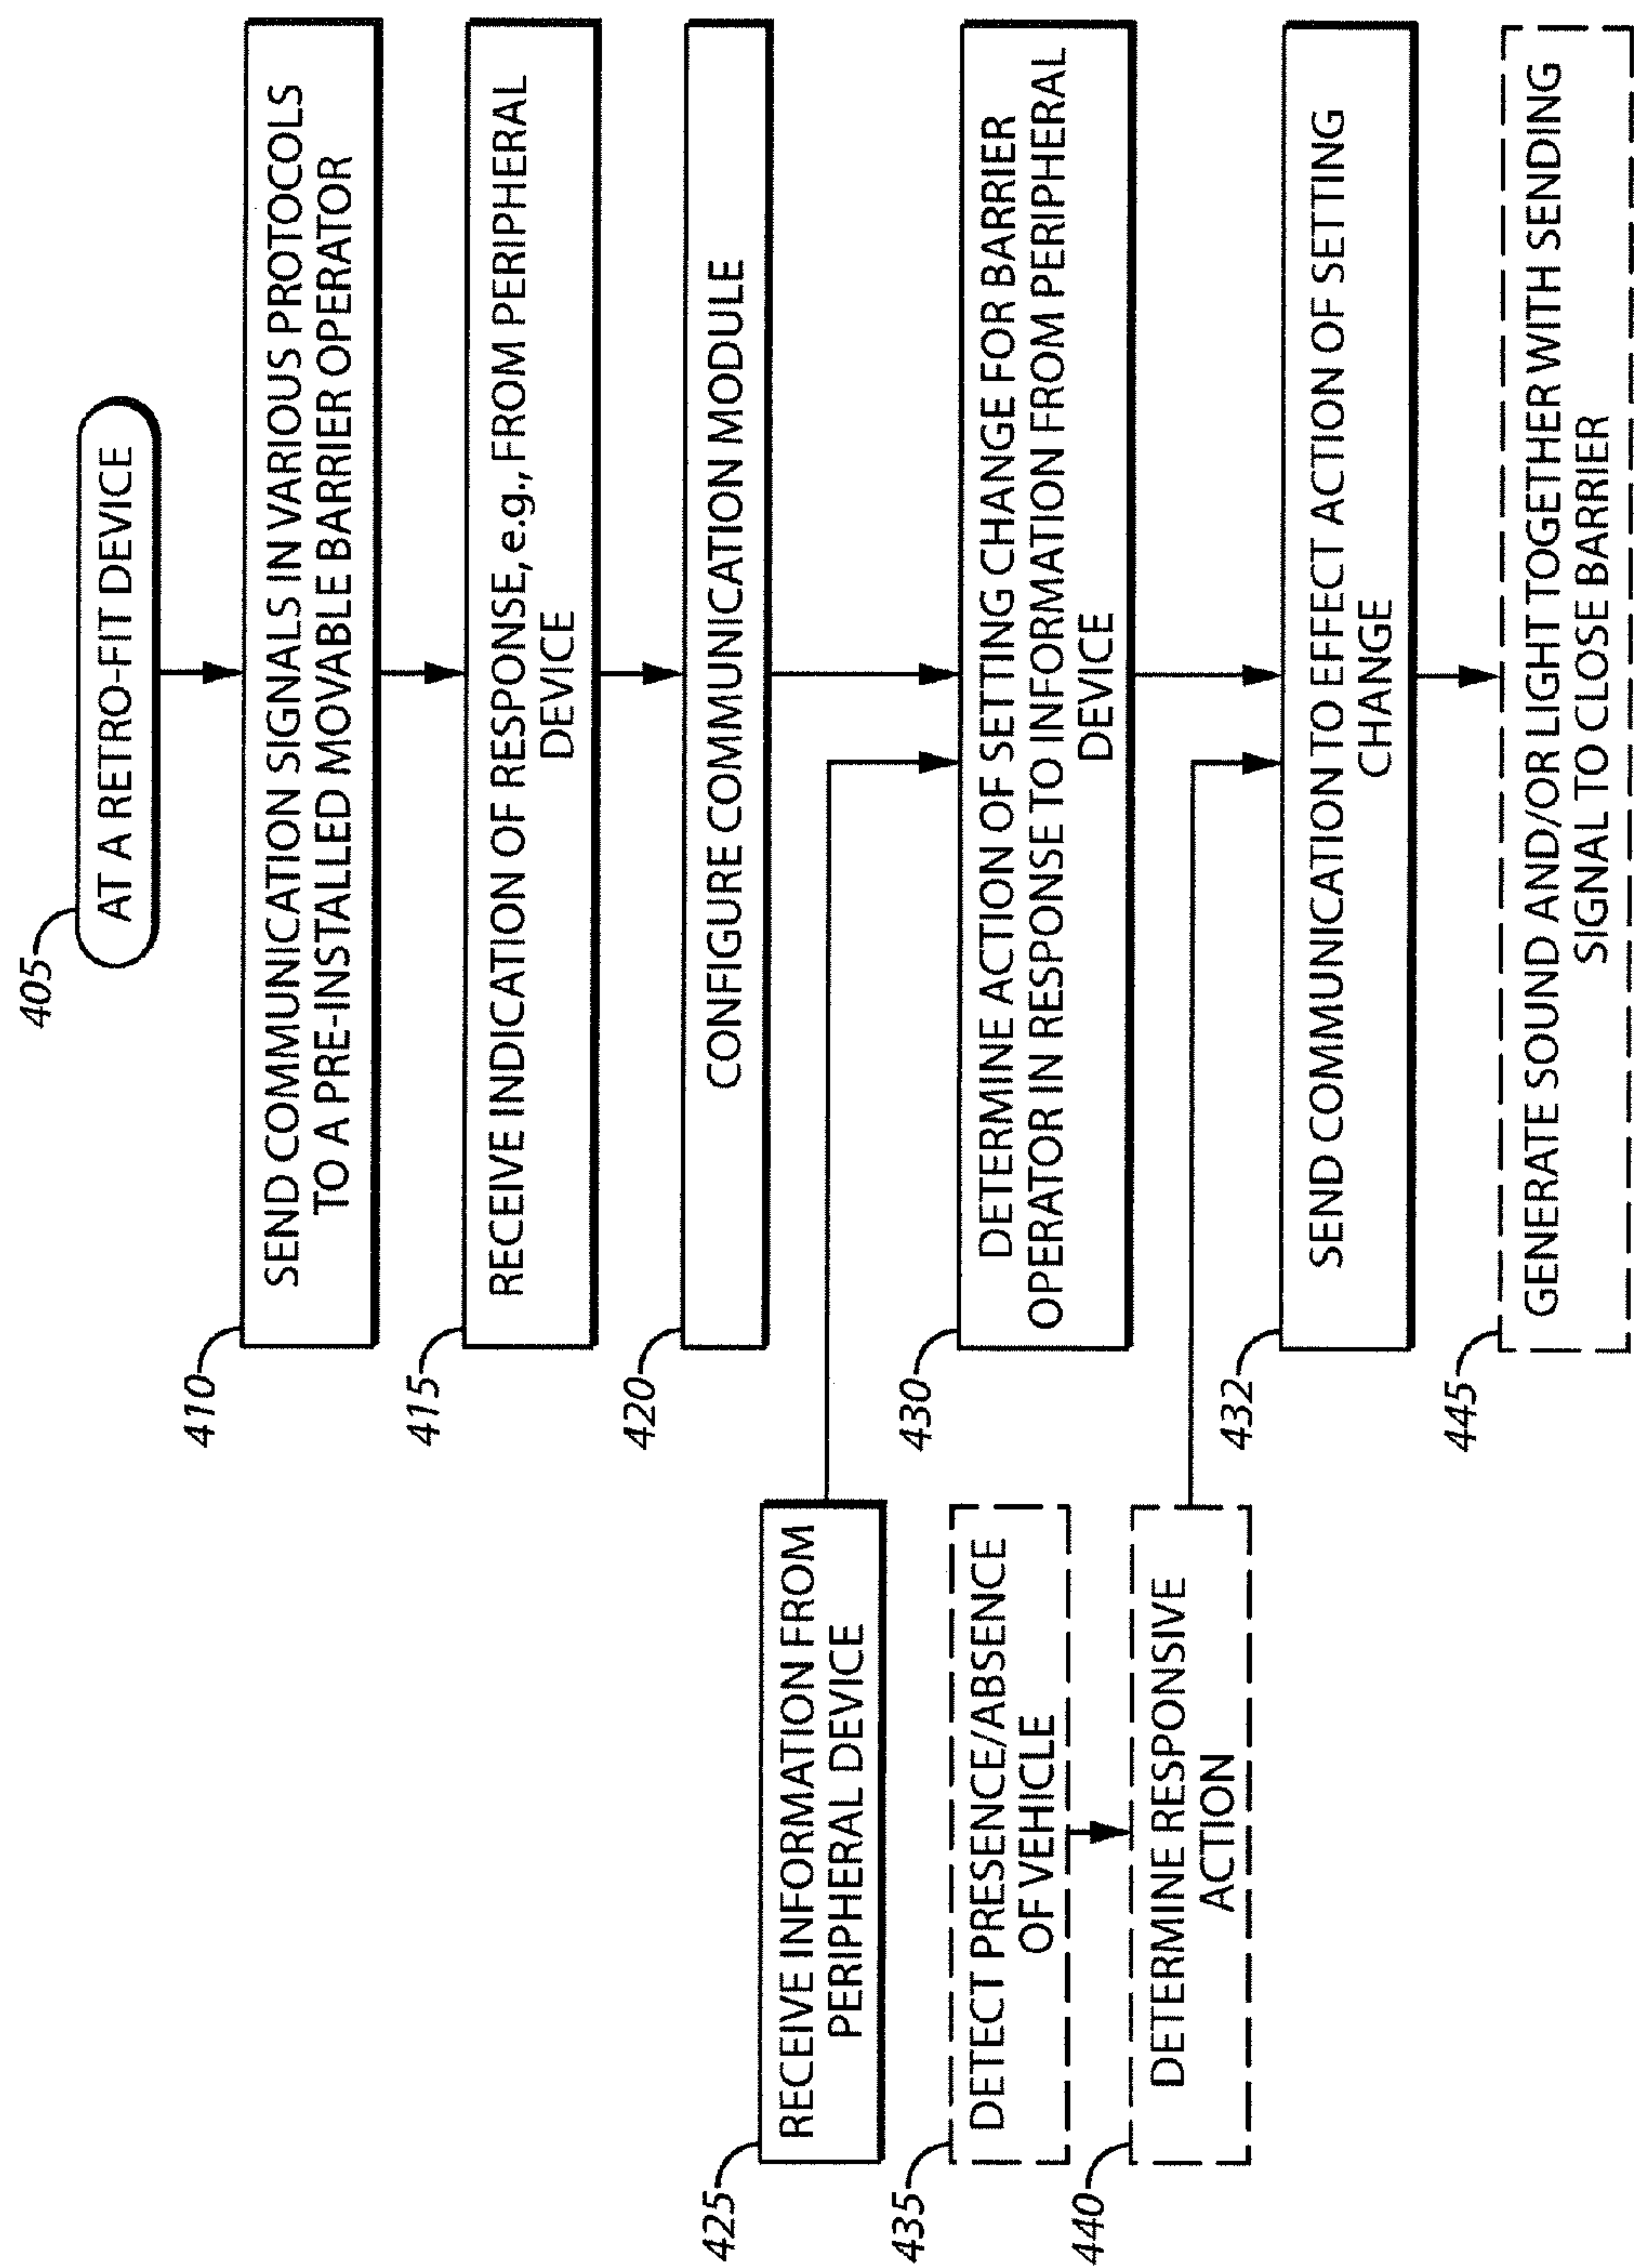 405
AT A RETRO-FIT DEVICE
410
SEND COMMUNICATION SIGNALS IN VARIOUS PROTOCOLS
TO A PRE-INSTALLED MOVABLE BARRIER OPERATOR
415
RECEIVE INDICATION OF RESPONSE, e.g., FROM PERIPHERAL
DEVICE
420
CONFIGURE COMMUNICATION MODULE
425
RECEIVE INFORMATION FROM
PERIPHERAL DEVICE
430
DETERMINE ACTION OF SETTING CHANGE FOR BARRIER
OPERATOR IN RESPONSE TO INFORMATION FROM PERIPHERAL
DEVICE
435
DETECT PRESENCE/ABSENCE
OF VEHICLE
440
DETERMINE RESPONSIVE
ACTION
432
SEND COMMUNICATION TO EFFECT ACTION OF SETTING
CHANGE
445
GENERATE SOUND AND/OR LIGHT TOGETHER WITH SENDING
SIGNAL TO CLOSE BARRIER